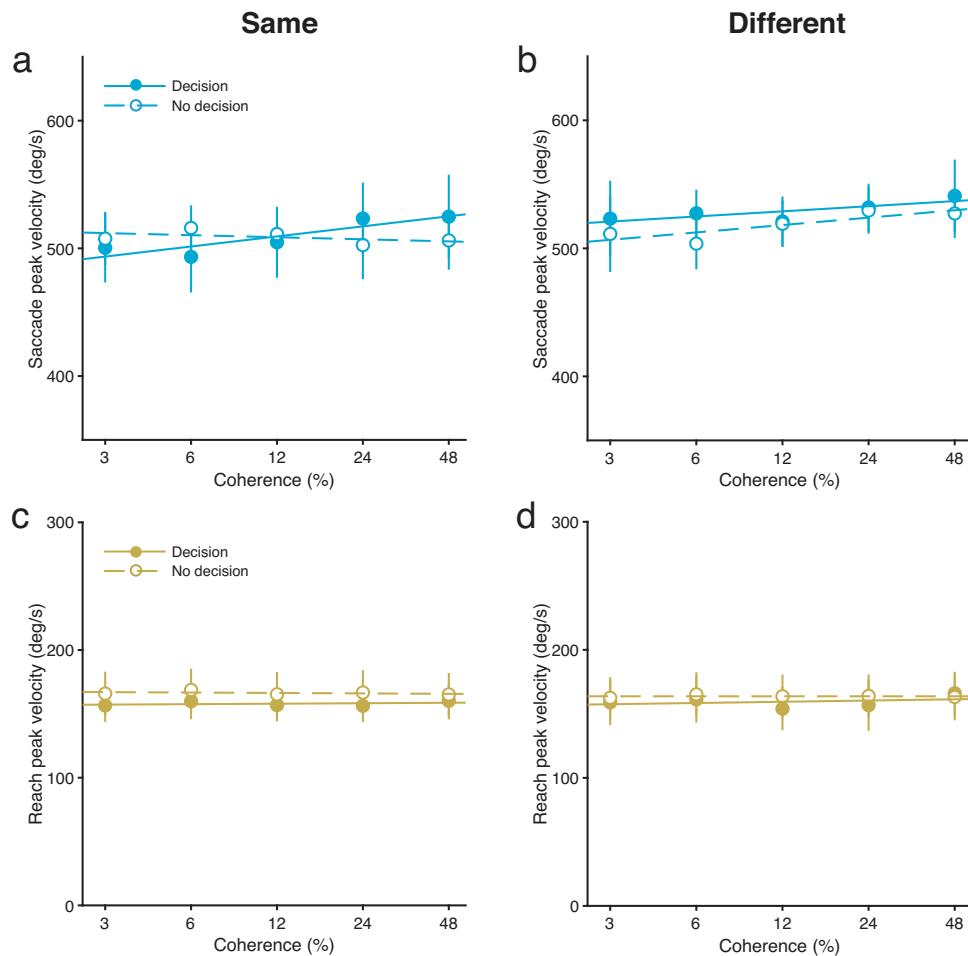 Same
Different
a
Decision
No decision
600
500
400
Saccade peak velocity (deg/s)
3 6 12 24 48
Coherence (%)
b
600
500
400
Saccade peak velocity (deg/s)
3 6 12 24 48
Coherence (%)
c
Decision
No decision
300
200
100
0
Reach peak velocity (deg/s)
3 6 12 24 48
Coherence (%)
d
300
200
100
0
Reach peak velocity (deg/s)
3 6 12 24 48
Coherence (%)